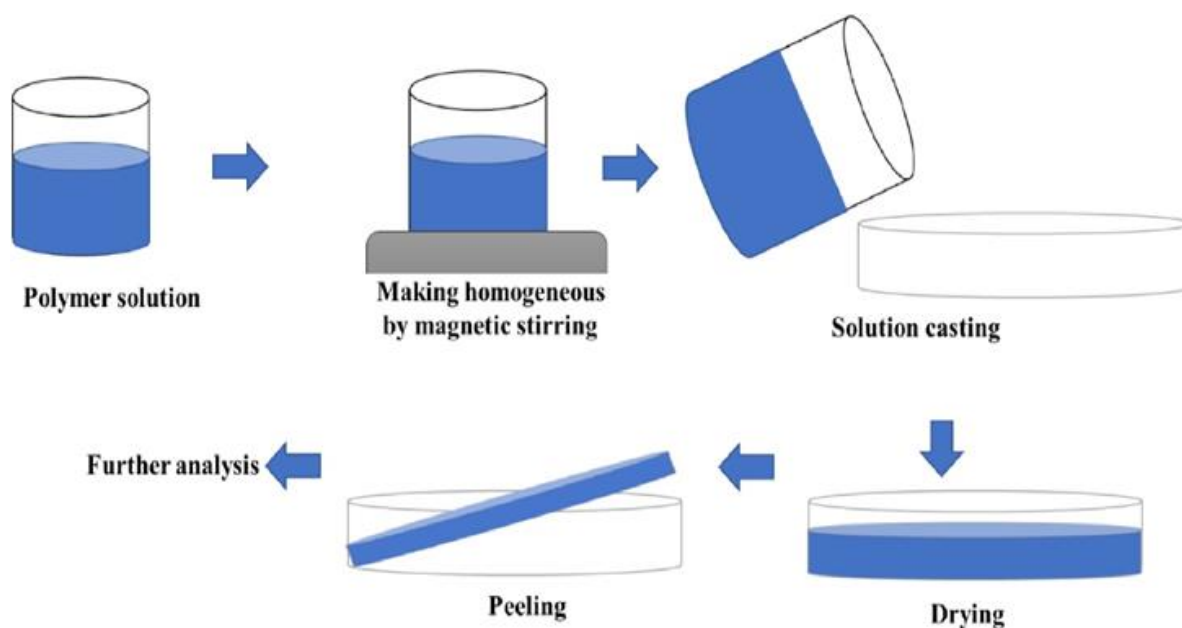 Polymer solution
Making homogeneous
by magnetic stirring
Solution casting
Drying
Peeling
Further analysis